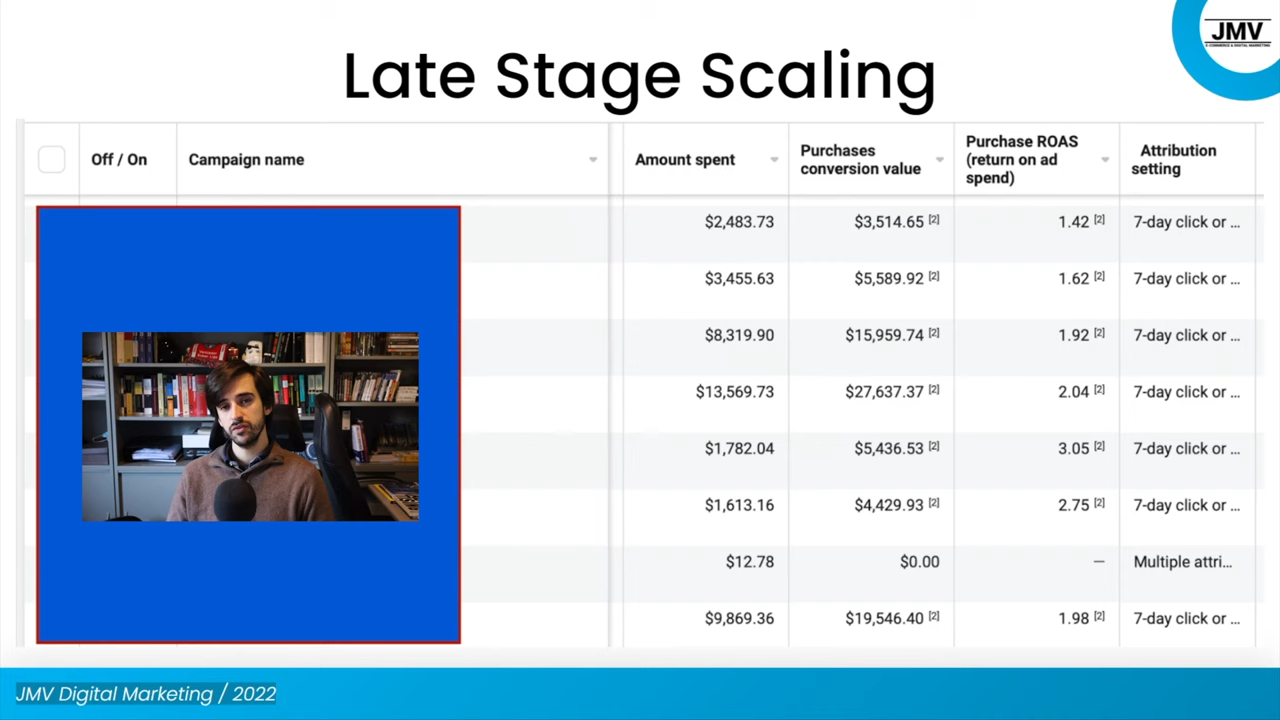 JMV
E-COMMERCE & DIGITAL MARKETING
Late Stage Scaling
Off / On
Campaign name
Amount spent
Purchases
conversion value
Purchase ROAS
(return on ad
spend)
Attribution
setting
$2,483.73 $3,514.65 [2] 1.42 [2] 7-day click or ...
$3,455.63 $5,589.92 [2] 1.62 [2] 7-day click or ...
$8,319.90 $15,959.74 [2] 1.92 [2] 7-day click or ...
$13,569.73 $27,637.37 [2] 2.04 [2] 7-day click or ...
$1,782.04 $5,436.53 [2] 3.05 [2] 7-day click or ...
$1,613.16 $4,429.93 [2] 2.75 [2] 7-day click or ...
$12.78 $0.00 — Multiple attri...
$9,869.36 $19,546.40 [2] 1.98 [2] 7-day click or ...
JMV Digital Marketing / 2022